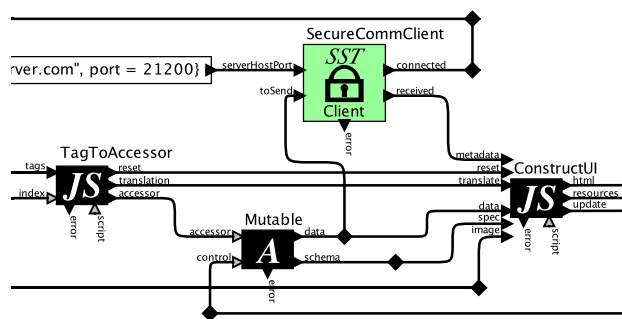 SecureCommClient
SST
rver.com", port = 21200}
serverHostPort
connected
toSend
received
Client
error
TagToAccessor
metadata
tags
reset
reset
ConstructUI
JS
translation
translate
html
index
accessor
JS
resources
Mutable
data
update
error
script
accessor
data
spec
image
error
script
A
control
schema
error